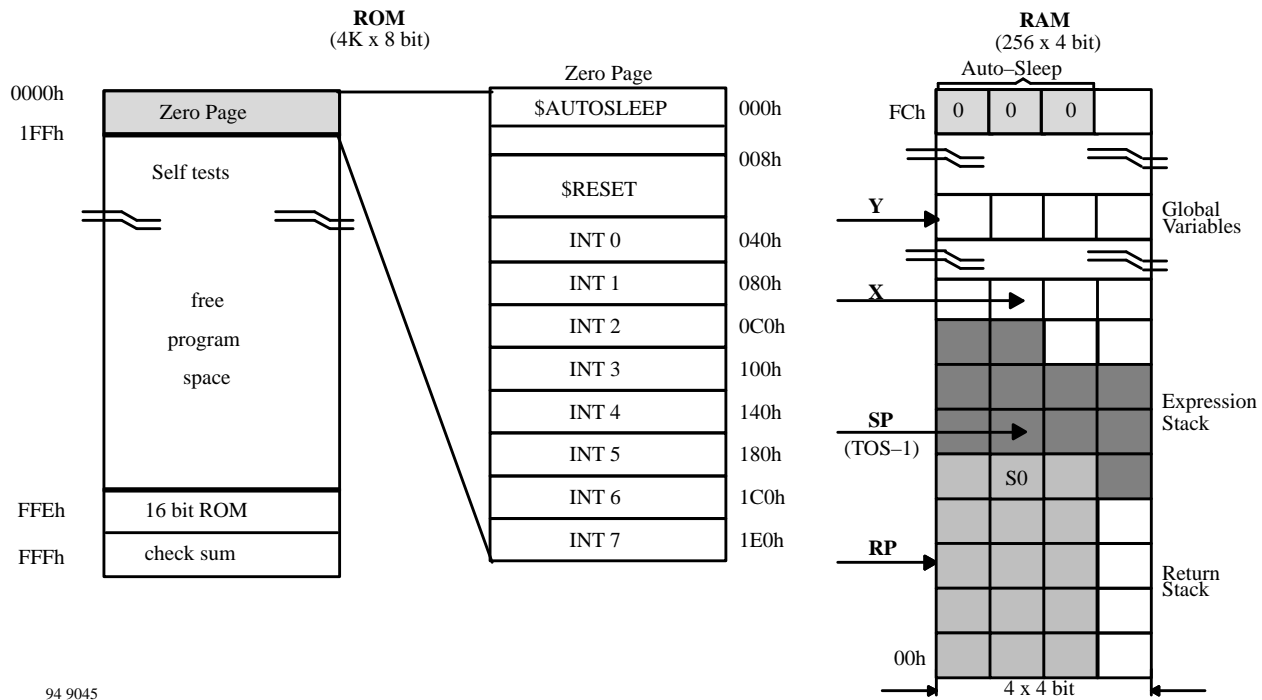 ROM
(4K x 8 bit)
0000h
Zero Page
1FFh
Self tests
free
program
space
FFEh
16 bit ROM
FFFh
check sum
Zero Page
$AUTOSLEEP
000h
008h
$RESET
INT 0
040h
INT 1
080h
INT 2
0C0h
INT 3
100h
INT 4
140h
INT 5
180h
INT 6
1C0h
INT 7
1E0h
RAM
(256 x 4 bit)
Auto–Sleep
FCh
0
0
0
Y
Global
Variables
X
SP
(TOS–1)
Expression
Stack
S0
RP
Return
Stack
00h
4 x 4 bit
94 9045